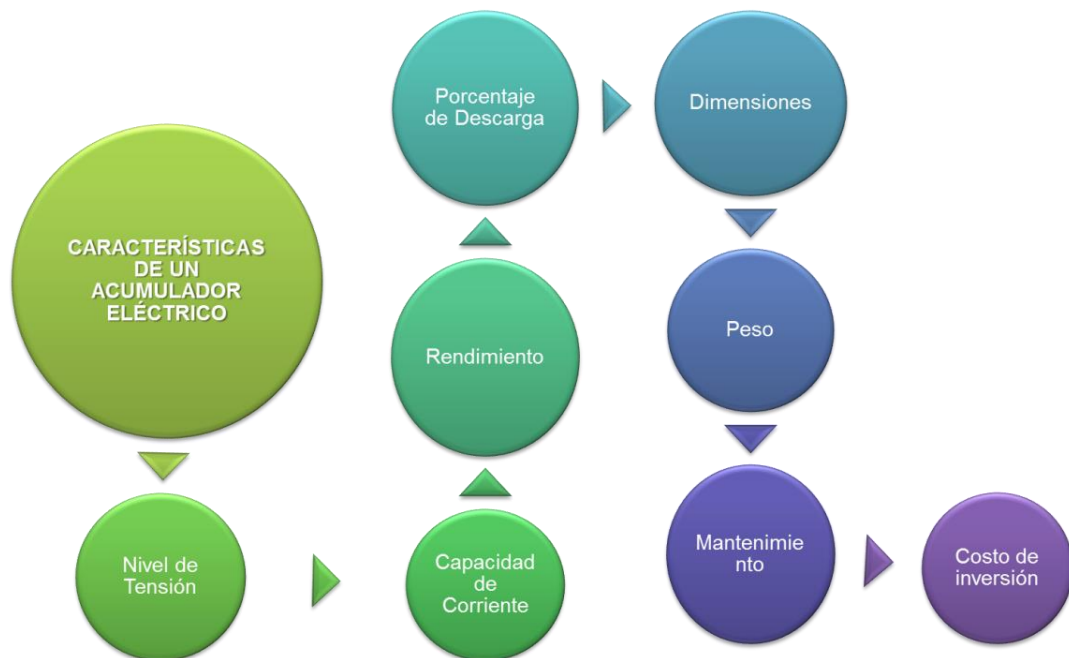 CARACTERÍSTICAS
DE UN
ACUMULADOR
ELÉCTRICO
Nivel de
Tensión
Capacidad
de
Corriente
Rendimiento
Porcentaje
de Descarga
Dimensiones
Peso
Mantenimie
nto
Costo de
inversión